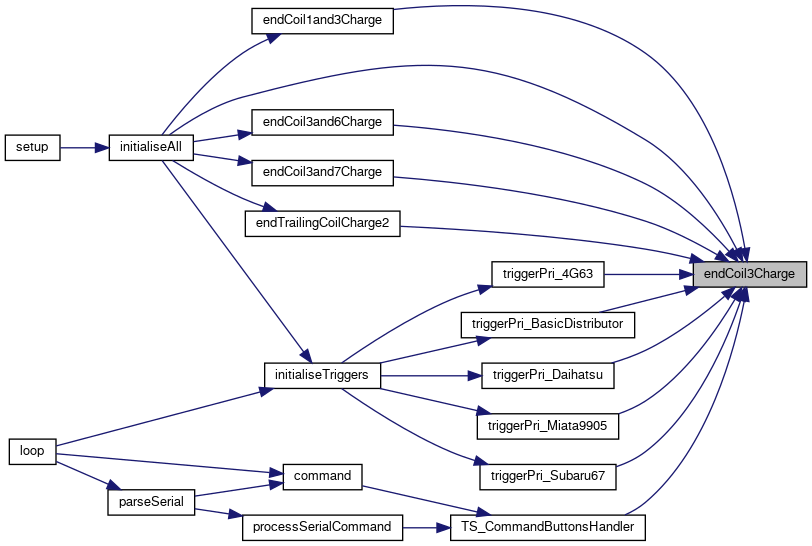 endCoil1and3Charge
endCoil3and6Charge
setup
initialiseAll
endCoil3and7Charge
endTrailingCoilCharge2
triggerPri_4G63
endCoil3Charge
triggerPri_BasicDistributor
initialiseTriggers
triggerPri_Daihatsu
triggerPri_Miata9905
loop
command
triggerPri_Subaru67
parseSerial
processSerialCommand
TS_CommandButtonsHandler